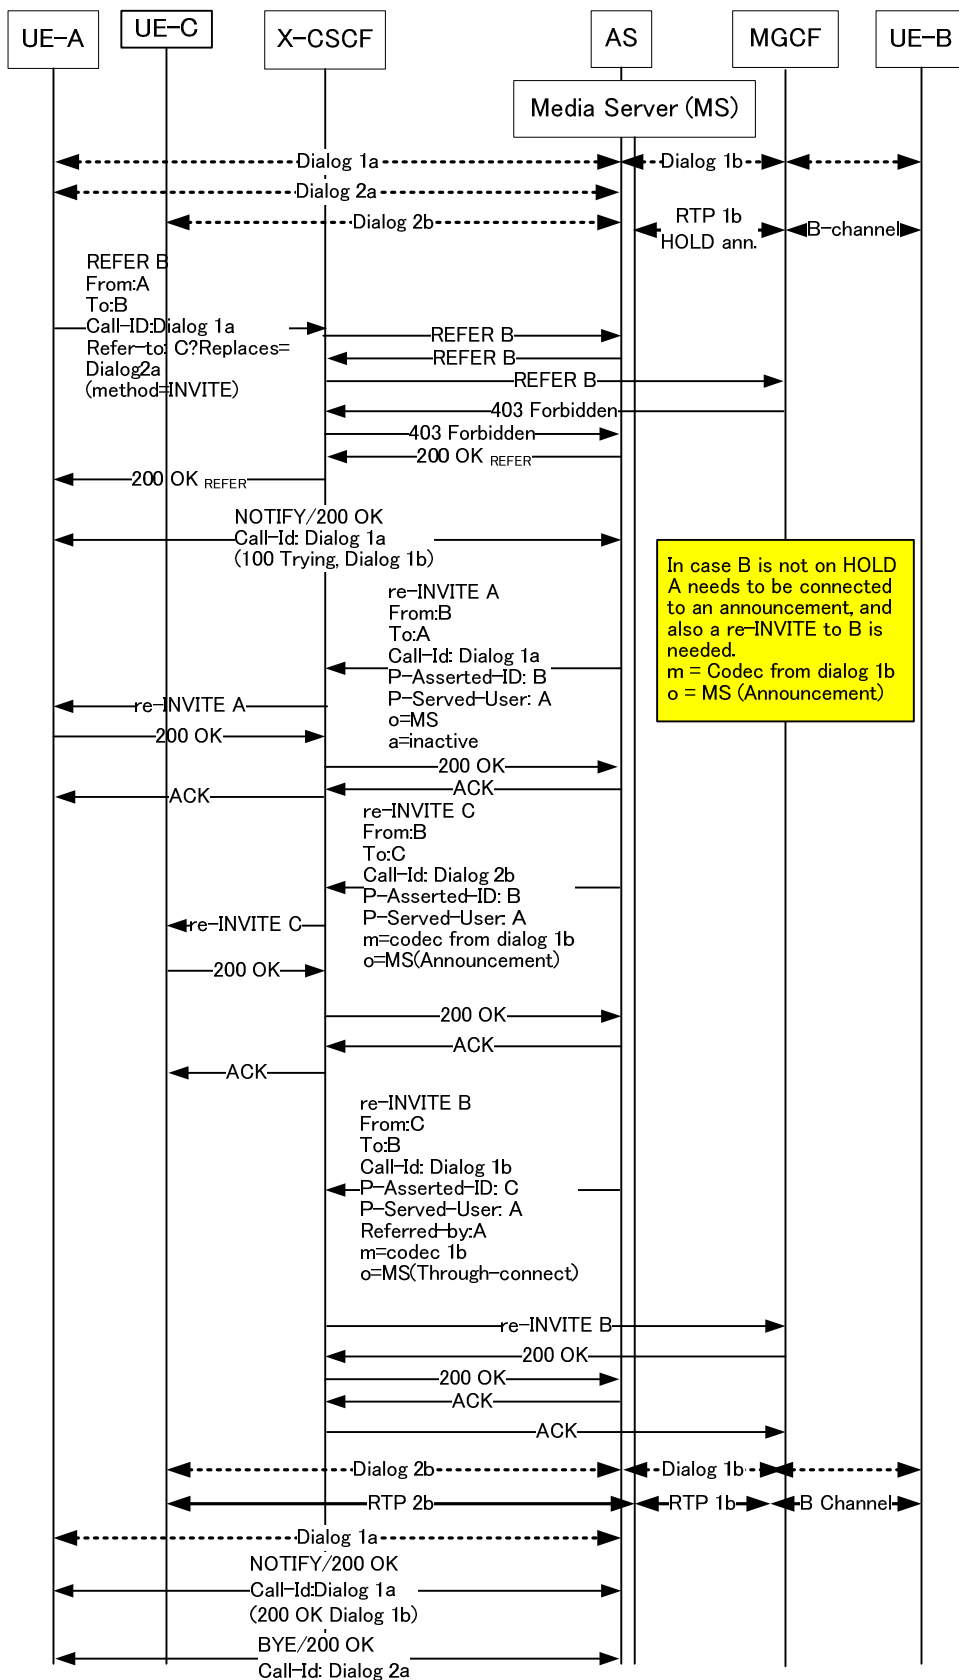 UE-A
UE-C
X-CSCF
AS
MGCF
UE-B
Media Server (MS)
Dialog 1a
Dialog 1b
Dialog 2a
Dialog 2b
RTP 1b
HOLD ann.
B-channel
REFER B
From:A
To:B
Call-ID:Dialog 1a
Refer-to: C?Replaces=
Dialog2a
(method=INVITE)
REFER B
REFER B
REFER B
403 Forbidden
403 Forbidden
200 OK REFER
200 OK REFER
NOTIFY/200 OK
Call-Id: Dialog 1a
(100 Trying, Dialog 1b)
In case B is not on HOLD
A needs to be connected
to an announcement, and
also a re-INVITE to B is
needed.
m = Codec from dialog 1b
o = MS (Announcement)
re-INVITE A
From:B
To:A
Call-Id: Dialog 1a
P-Asserted-ID: B
P-Served-User: A
o=MS
a=inactive
re-INVITE A
200 OK
200 OK
ACK
ACK
re-INVITE C
From:B
To:C
Call-Id: Dialog 2b
P-Asserted-ID: B
P-Served-User: A
m=codec from dialog 1b
o=MS(Announcement)
re-INVITE C
200 OK
200 OK
ACK
ACK
re-INVITE B
From:C
To:B
Call-Id: Dialog 1b
P-Asserted-ID: C
P-Served-User: A
Referred-by:A
m=codec 1b
o=MS(Through-connect)
re-INVITE B
200 OK
200 OK
ACK
ACK
Dialog 2b
Dialog 1b
RTP 2b
RTP 1b
B Channel
Dialog 1a
NOTIFY/200 OK
Call-Id:Dialog 1a
(200 OK Dialog 1b)
BYE/200 OK
Call-Id: Dialog 2a